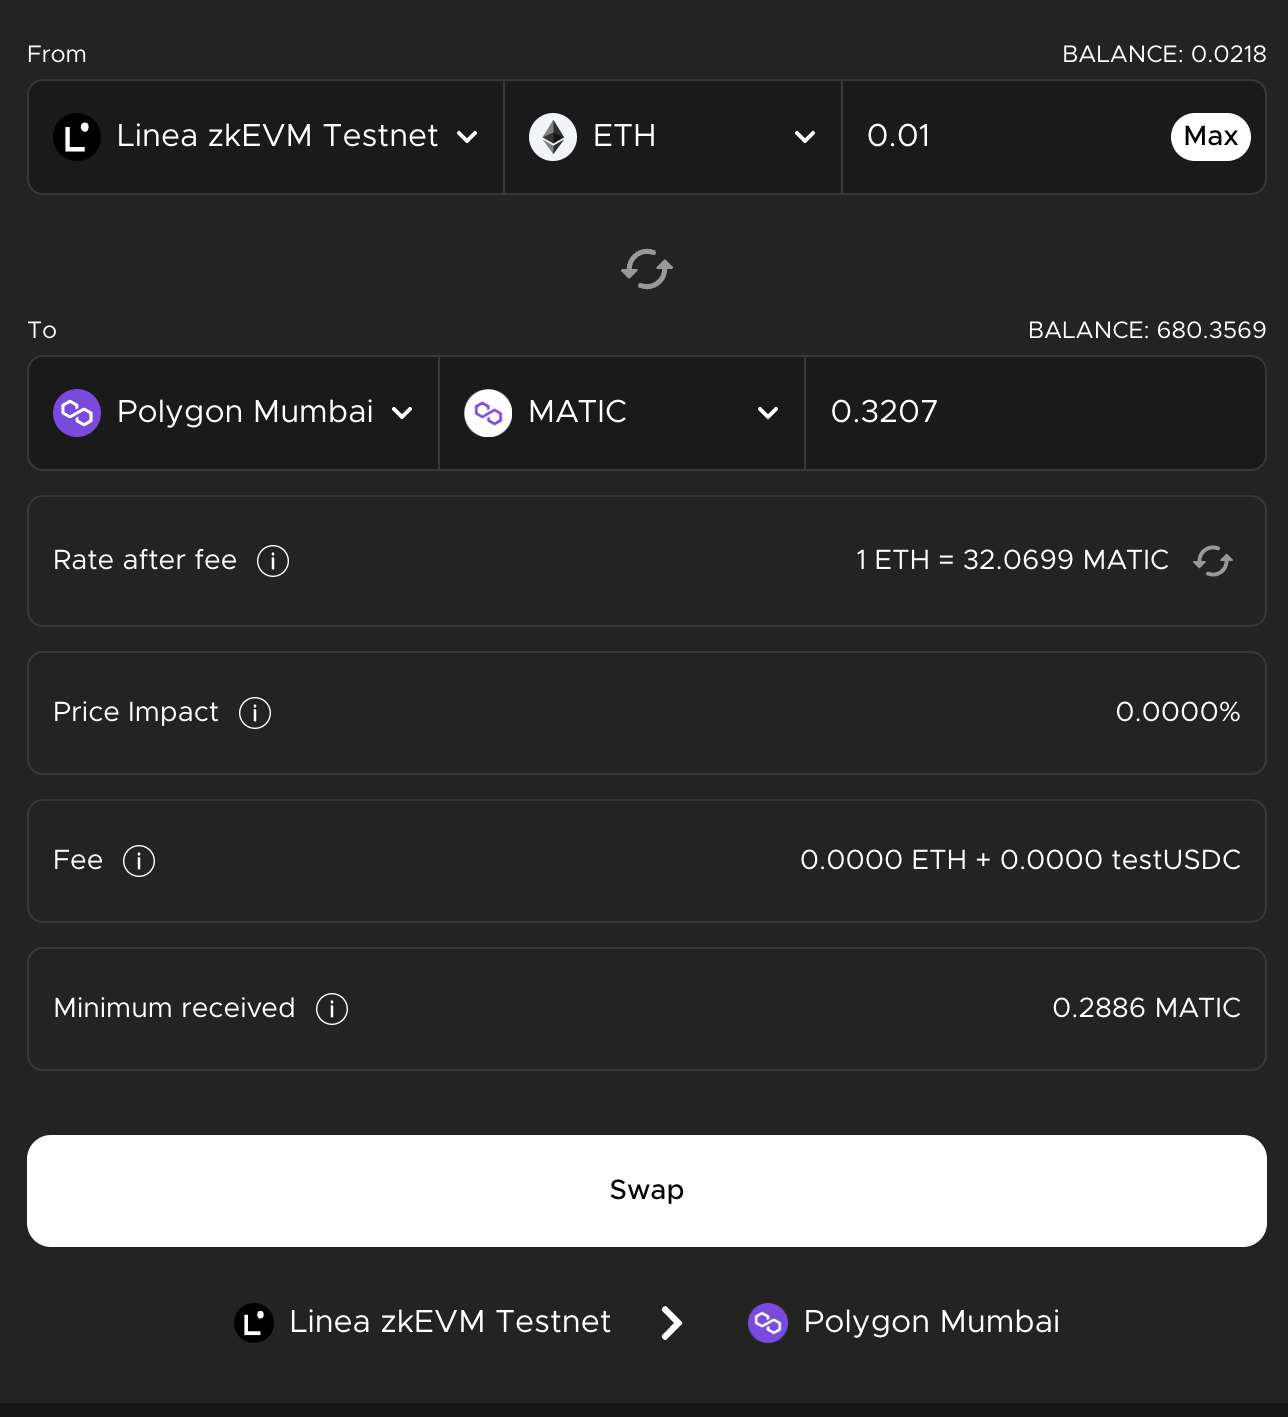 From
BALANCE: 0.0218
Linea zkEVM Testnet
ETH
0.01
Max
To
BALANCE: 680.3569
Polygon Mumbai
MATIC
0.3207
Rate after fee
1 ETH = 32.0699 MATIC
Price Impact
0.0000%
Fee
0.0000 ETH + 0.0000 testUSDC
Minimum received
0.2886 MATIC
Swap
Linea zkEVM Testnet
Polygon Mumbai